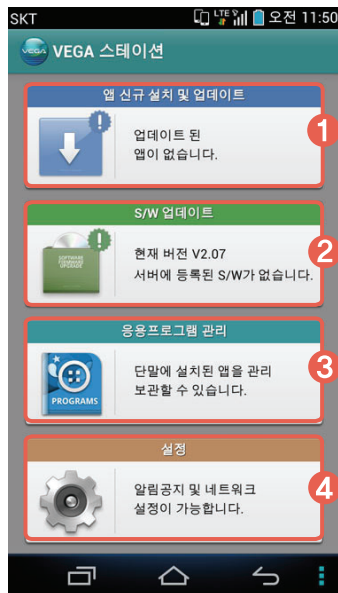 SKT LTE 오전 11:50
VEGA VEGA 스테이션
앱 신규 설치 및 업데이트
1
업데이트 된
앱이 없습니다.
S/W 업데이트
2
SOFTWARE
FIRMWARE
UPGRADE
현재 버전 V2.07
서버에 등록된 S/W가 없습니다.
응용프로그램 관리
3
PROGRAMS
단말에 설치된 앱을 관리
보관할 수 있습니다.
설정
4
알림공지 및 네트워크
설정이 가능합니다.